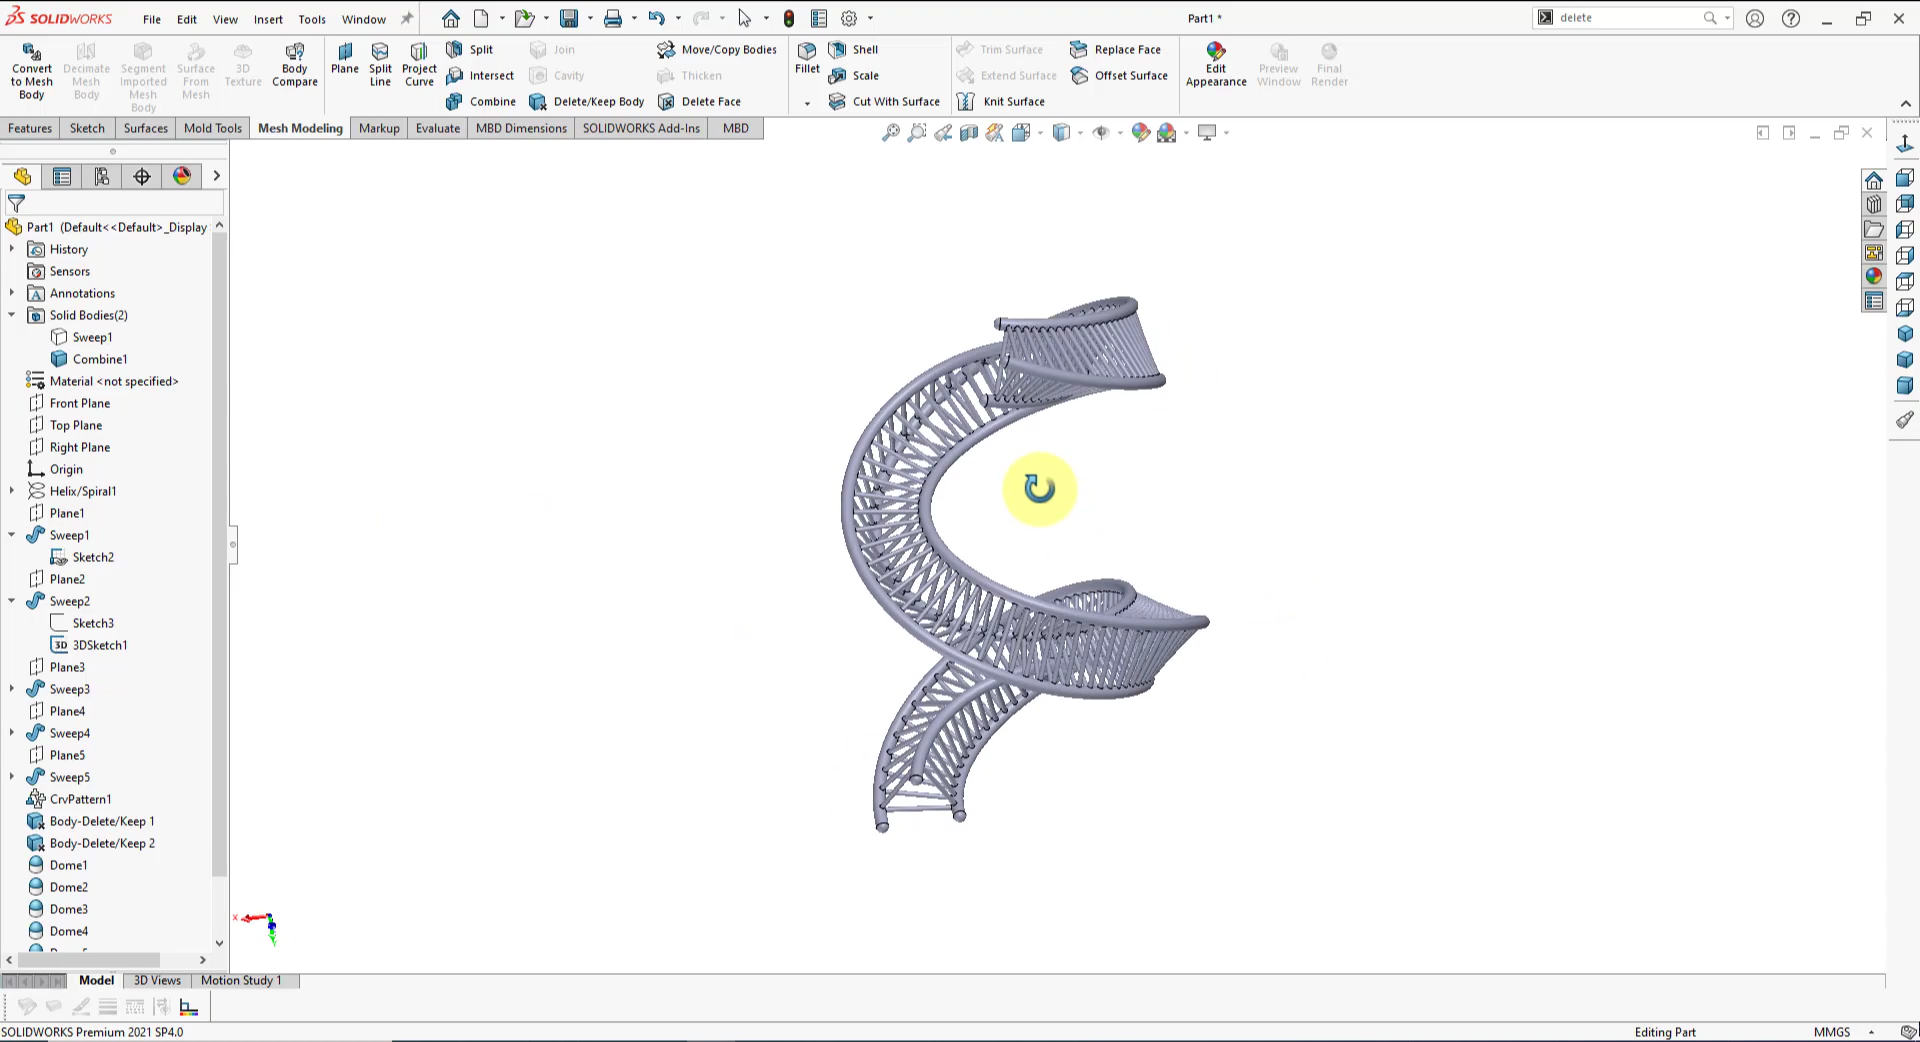 SOLIDWORKS File Edit View Insert Tools Window Part1 * delete
Convert to Mesh Body
Decimate Mesh Body
Segment Imported Mesh Body
Surface From Mesh
3D Texture
Body Compare
Plane
Split Line
Project Curve
Split
Intersect
Combine
Join
Cavity
Delete/Keep Body
Move/Copy Bodies
Thicken
Delete Face
Fillet
Shell
Scale
Cut With Surface
Trim Surface
Extend Surface
Knit Surface
Replace Face
Offset Surface
Edit Appearance
Preview Window
Final Render
Features Sketch Surfaces Mold Tools Mesh Modeling Markup Evaluate MBD Dimensions SOLIDWORKS Add-Ins MBD
Part1 (Default<<Default>_Display
History
Sensors
Annotations
Solid Bodies(2)
Sweep1
Combine1
Material <not specified>
Front Plane
Top Plane
Right Plane
Origin
Helix/Spiral1
Plane1
Sweep1
Sketch2
Plane2
Sweep2
Sketch3
3D 3DSketch1
Plane3
Sweep3
Plane4
Sweep4
Plane5
Sweep5
CrvPattern1
Body-Delete/Keep 1
Body-Delete/Keep 2
Dome1
Dome2
Dome3
Dome4
x
Model 3D Views Motion Study 1
SOLIDWORKS Premium 2021 SP4.0 Editing Part MMGS